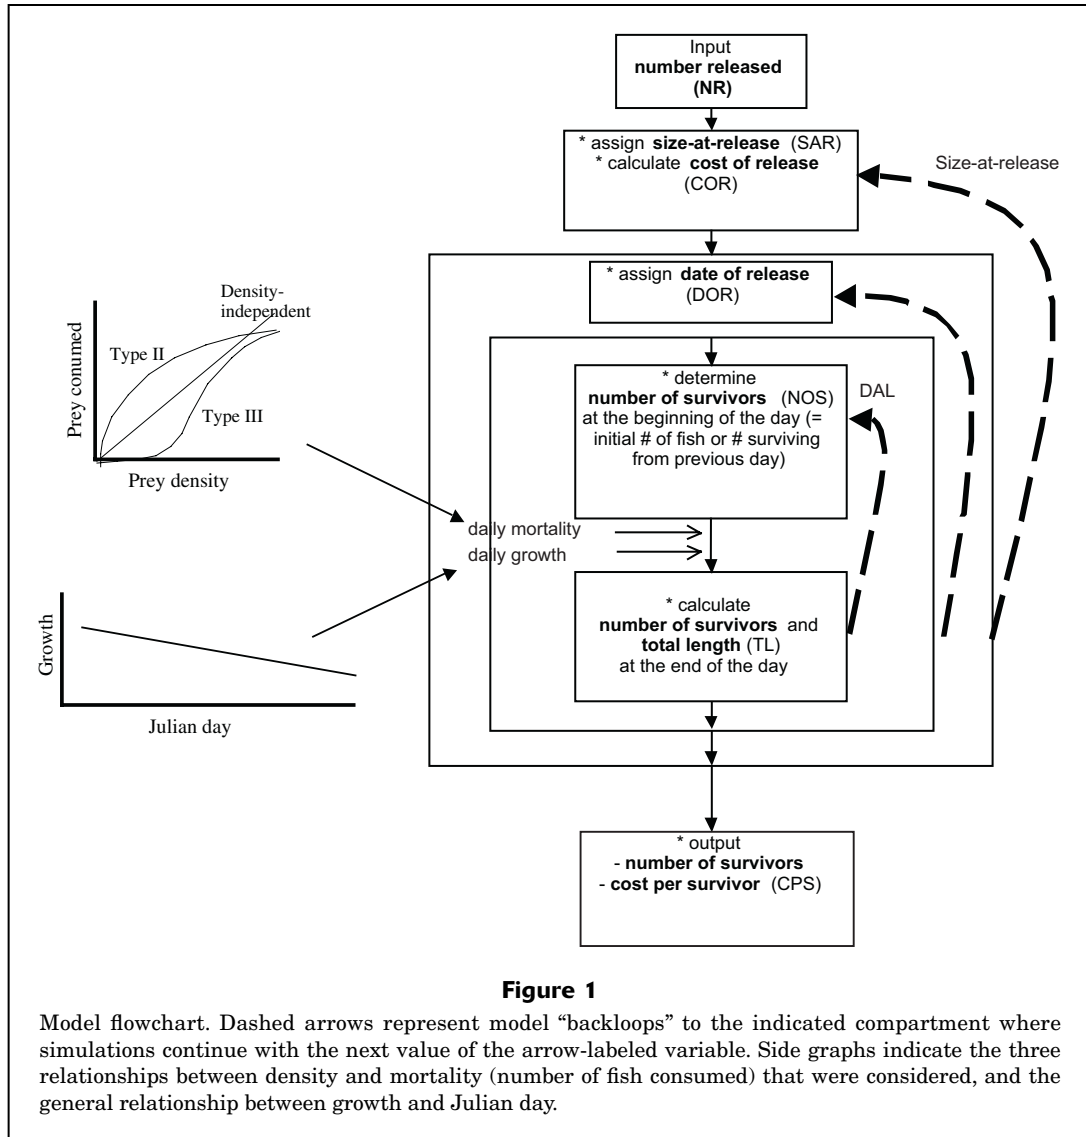 Input
number released
(NR)
* assign size-at-release (SAR)
* calculate cost of release
(COR)
Size-at-release
* assign date of release
(DOR)
Density-
independent
Type II
Type III
Prey conumed
Prey density
* determine
number of survivors (NOS)
at the beginning of the day (=
initial # of fish or # surviving
from previous day)
DAL
daily mortality
daily growth
* calculate
number of survivors and
total length (TL)
at the end of the day
Growth
Julian day
* output
- number of survivors
- cost per survivor (CPS)
Figure 1
Model flowchart. Dashed arrows represent model “backloops” to the indicated compartment where
simulations continue with the next value of the arrow-labeled variable. Side graphs indicate the three
relationships between density and mortality (number of fish consumed) that were considered, and the
general relationship between growth and Julian day.